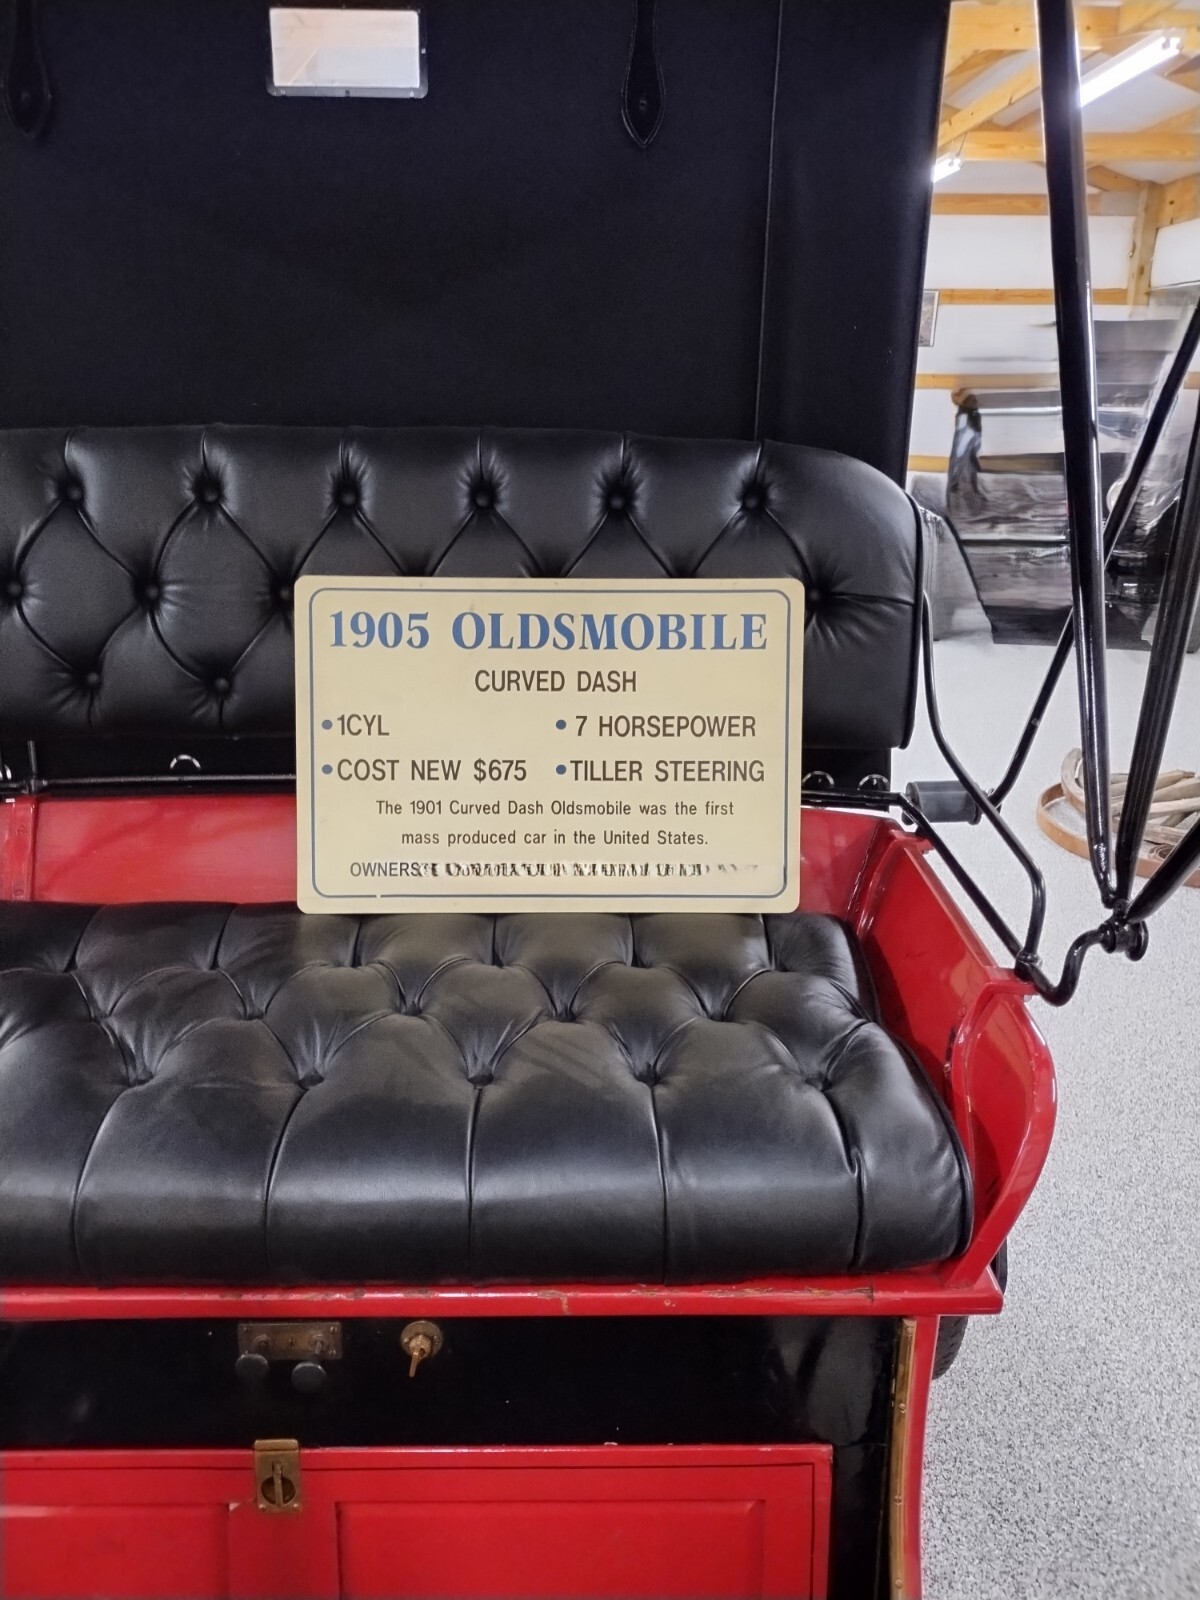 1905 OLDSMOBILE
CURVED DASH
•1CYL
• 7 HORSEPOWER
•COST NEW $675
•TILLER STEERING
The 1901 Curved Dash Oldsmobile was the first
mass produced car in the United States.